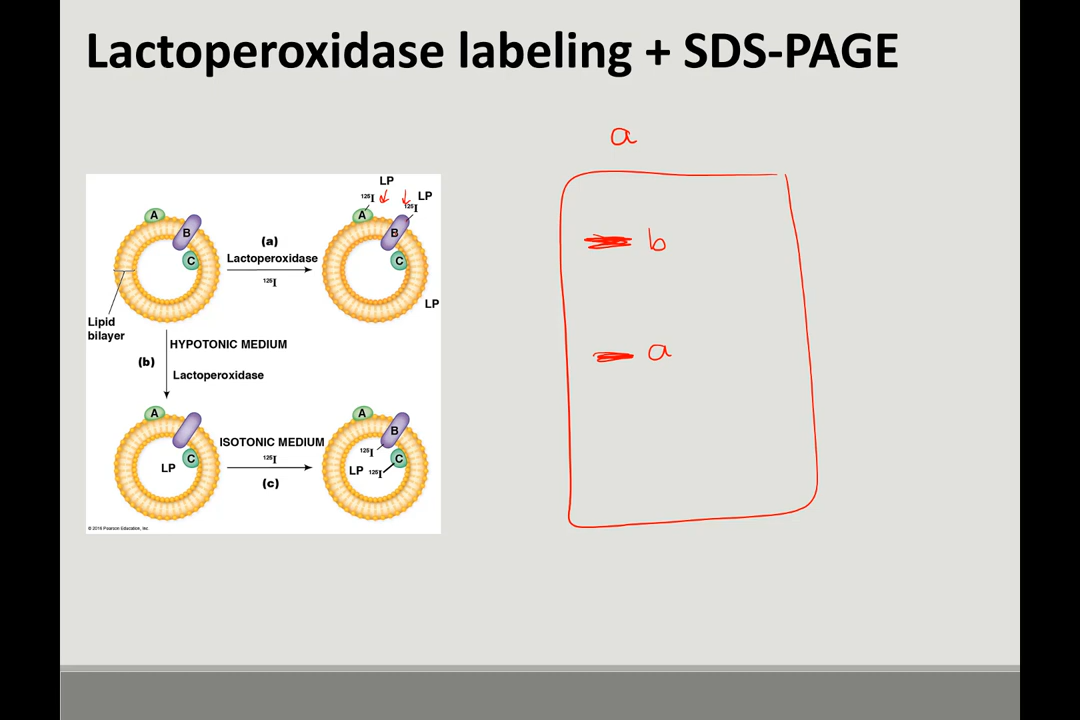 Lactoperoxidase labeling + SDS-PAGE
a
LP
125I
LP
125I
A
B
C
(a)
Lactoperoxidase
125I
A
B
C
LP
Lipid
bilayer
HYPOTONIC MEDIUM
(b)
Lactoperoxidase
b
a
A
C
LP
ISOTONIC MEDIUM
125I
(c)
A
B
125I
C
LP
125I
© 2016 Pearson Education, Inc.